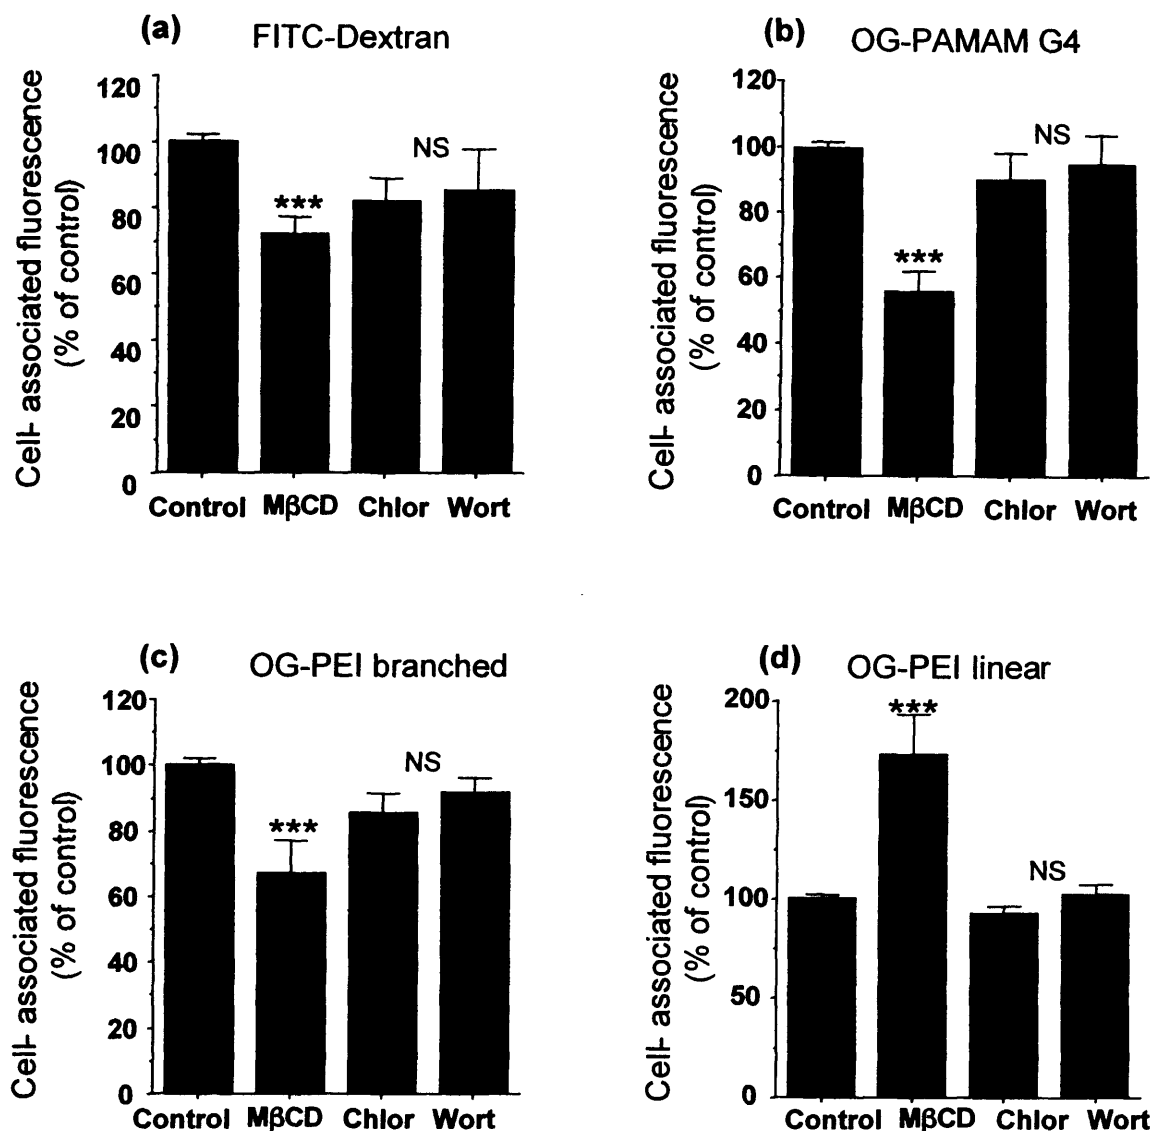 (a) FITC-Dextran
Cell- associated fluorescence
(% of control)
120
100
80
60
40
20
0
NS
***
Control MβCD Chlor Wort
(b) OG-PAMAM G4
Cell- associated fluorescence
(% of control)
120
100
80
60
40
20
0
NS
***
Control MβCD Chlor Wort
(c) OG-PEI branched
Cell- associated fluorescence
(% of control)
120
100
80
60
40
20
0
NS
***
Control MβCD Chlor Wort
(d) OG-PEI linear
Cell- associated fluorescence
(% of control)
200
150
100
50
0
***
NS
Control MβCD Chlor Wort